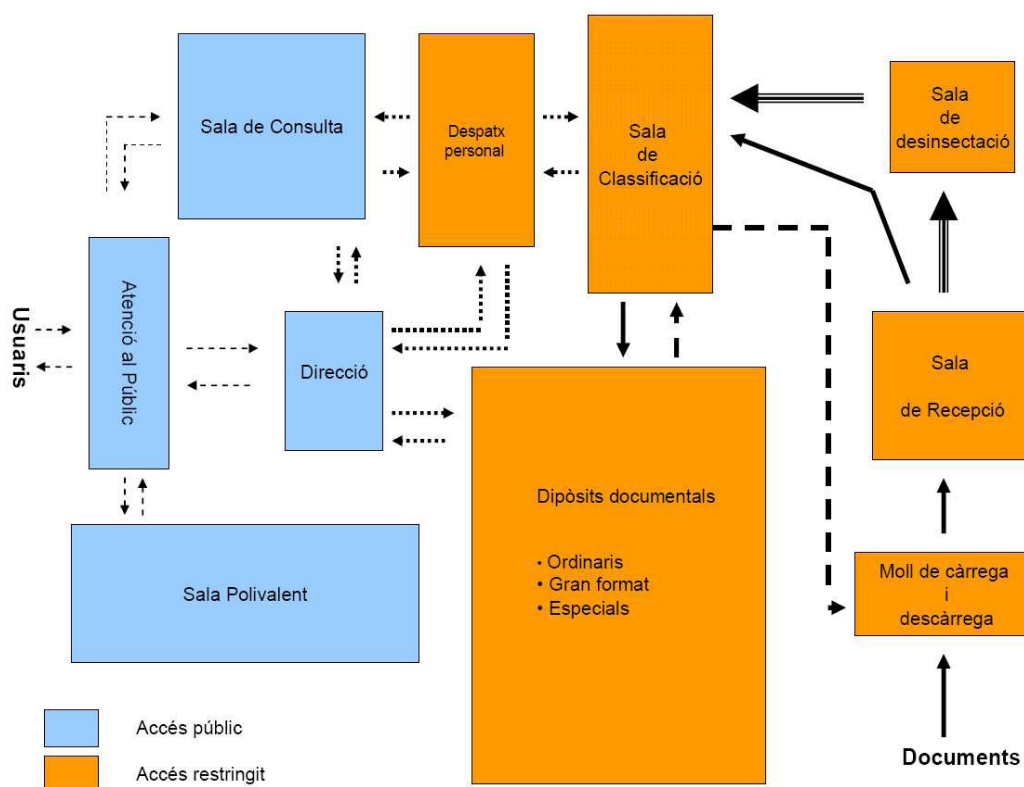 Sala de Consulta
Despatx
personal
Sala
de
Classificació
Sala
de
desinsectació
Usuaris
Atenció al Públic
Direcció
Sala
de Recepció
Dipòsits documentals
• Ordinaris
• Gran format
• Especials
Sala Polivalent
Moll de càrrega
i
descàrrega
Documents
Accés públic
Accés restringit